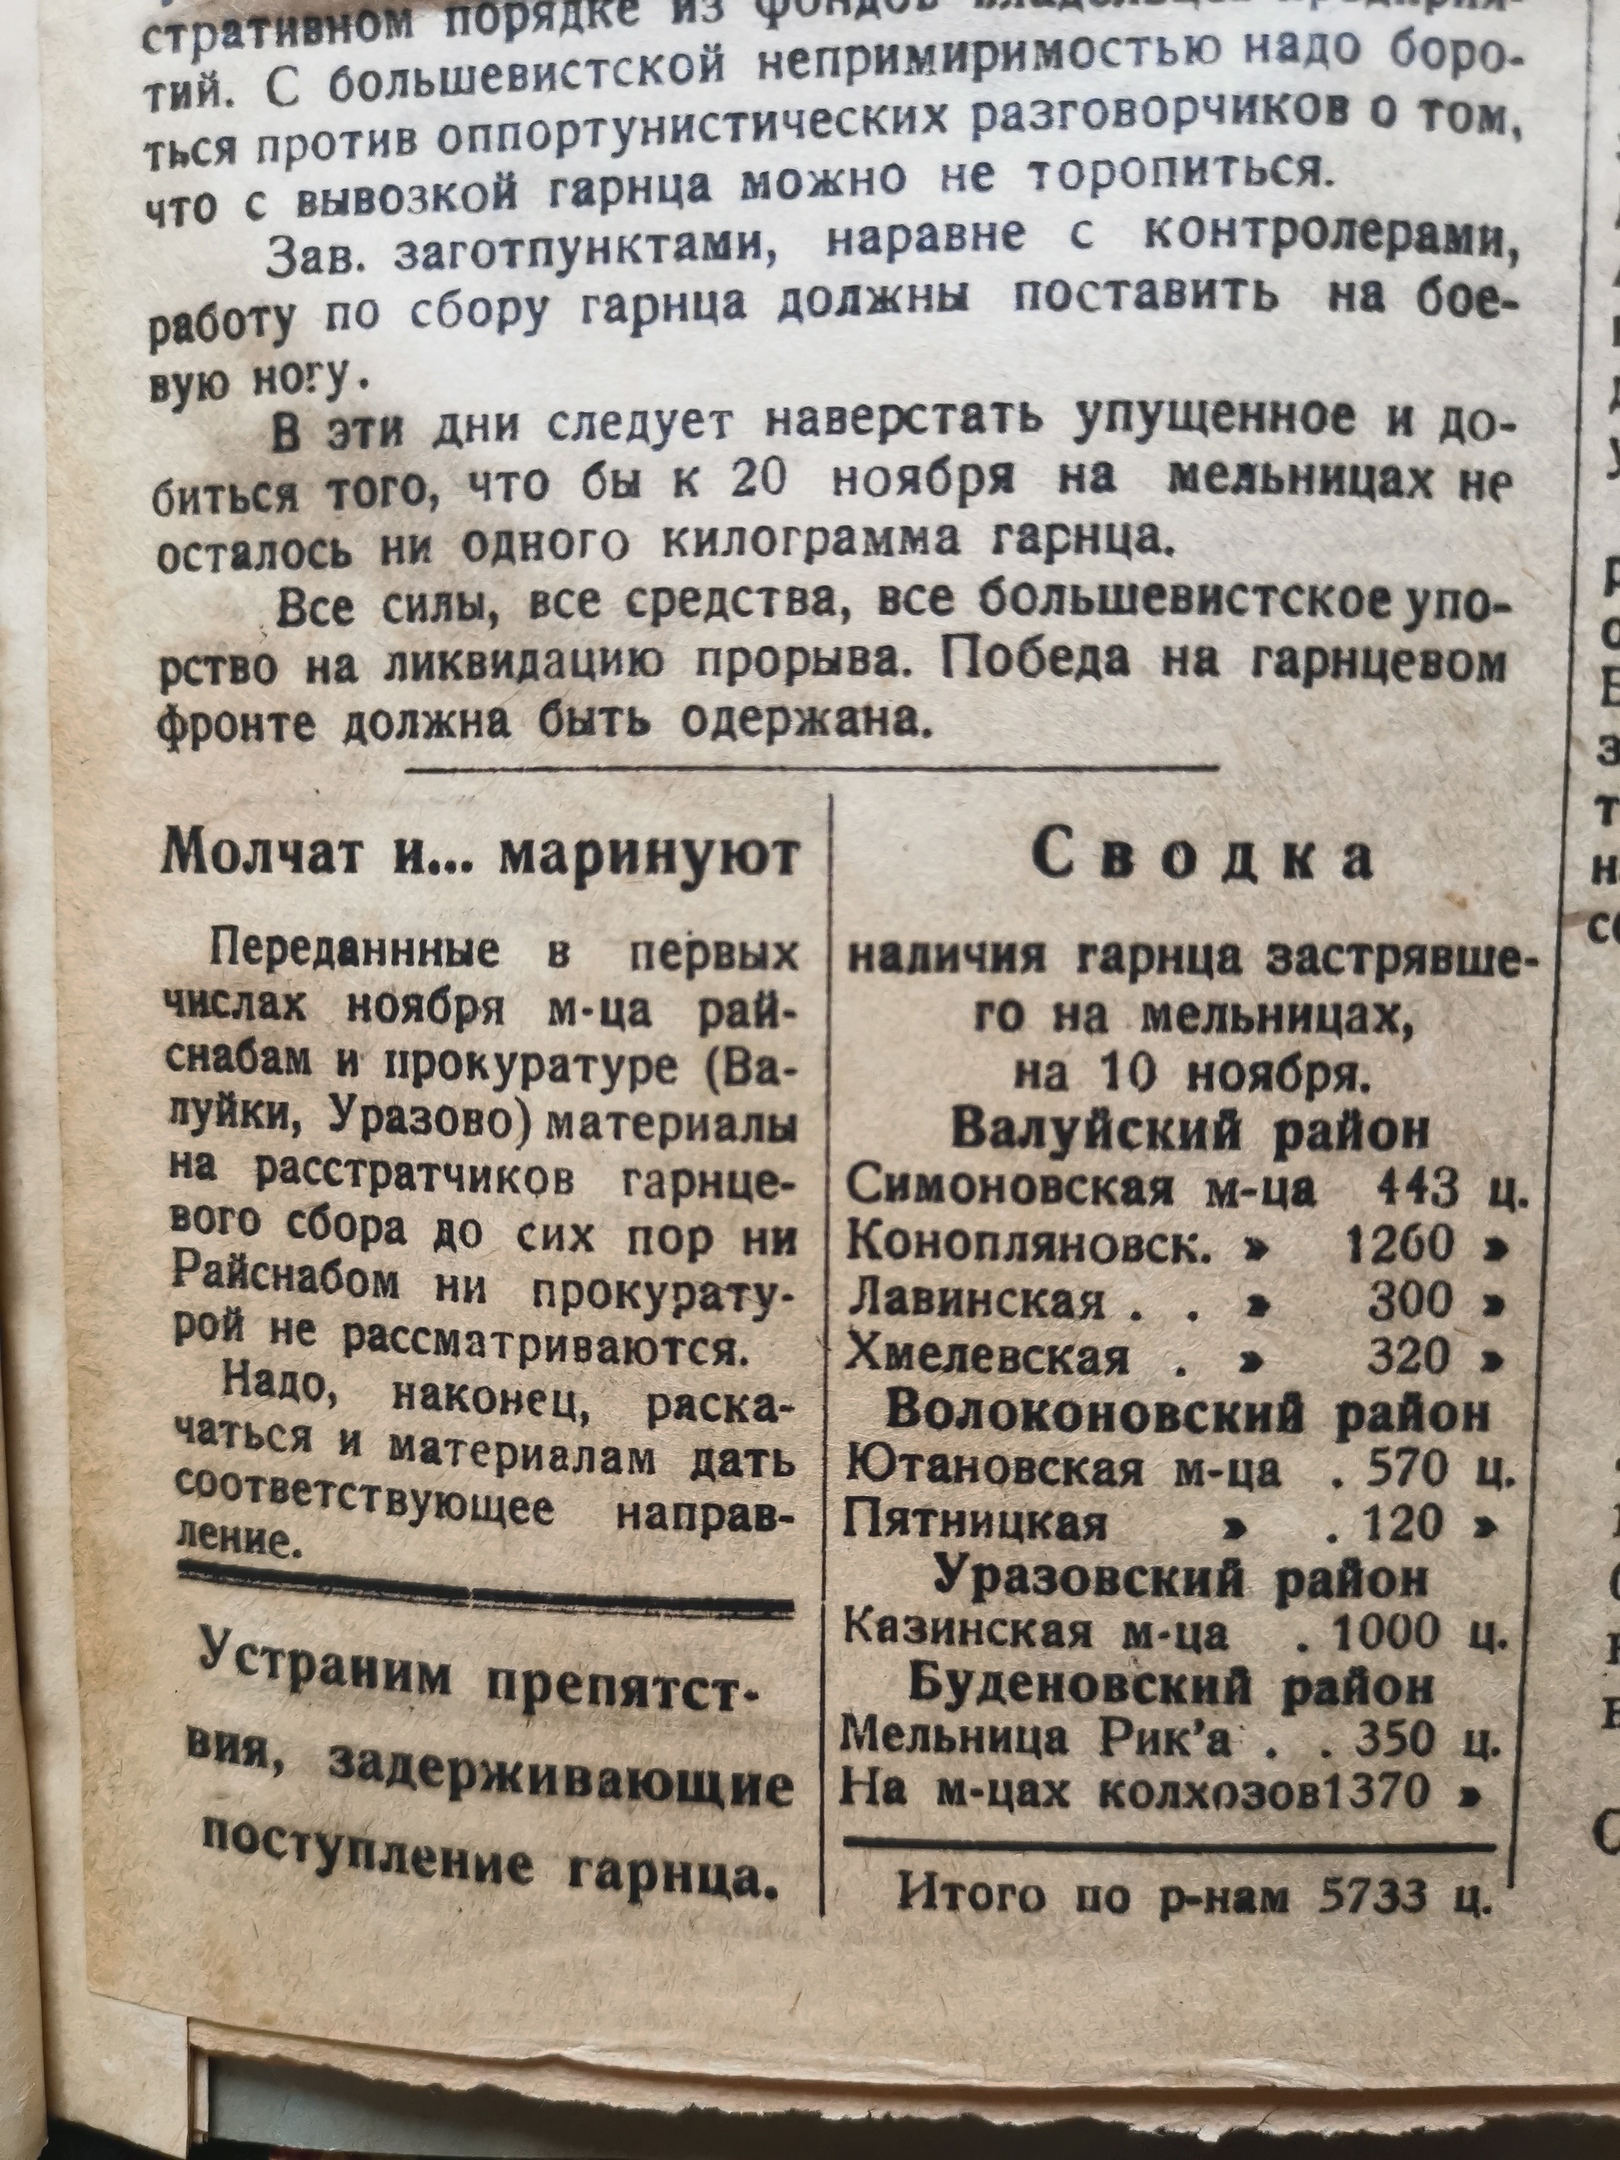 стративном порядке из фондов владельцев предприя-
тий. С большевистской непримиримостью надо боро-
ться против оппортунистических разговорчиков о том,
что с вывозкой гарнца можно не торопиться.
Зав. заготпунктами, наравне с контролерами,
работу по сбору гарнца должны поставить на бое-
вую ногу.
В эти дни следует наверстать упущенное и до-
биться того, что бы к 20 ноября на мельницах не
осталось ни одного килограмма гарнца.
Все силы, все средства, все большевистское упо-
рство на ликвидацию прорыва. Победа на гарнцевом
фронте должна быть одержана.
Молчат и... маринуют
Переданнные в первых
числах ноября м-ца рай-
снабам и прокуратуре (Ва-
луйки, Уразово) материалы
на расстратчиков гарнце-
вого сбора до сих пор ни
Райснабом ни прокурату-
рой не рассматриваются.
Надо, наконец, раска-
чаться и материалам дать
соответствующее направ-
ление.
Устраним препятст-
вия, задерживающие
поступление гарнца.
Сводка
наличия гарнца застрявше-
го на мельницах,
на 10 ноября.
Валуйский район
Симоновская м-ца 443 ц.
Конопляновск. » 1260 »
Лавинская . . » 300 »
Хмелевская . » 320 »
Волоконовский район
Ютановская м-ца . 570 ц.
Пятницкая » . 120 »
Уразовский район
Казинская м-ца . 1000 ц.
Буденовский район
Мельница Рик’а . . 350 ц.
На м-цах колхозов1370 »
Итого по р-нам 5733 ц.